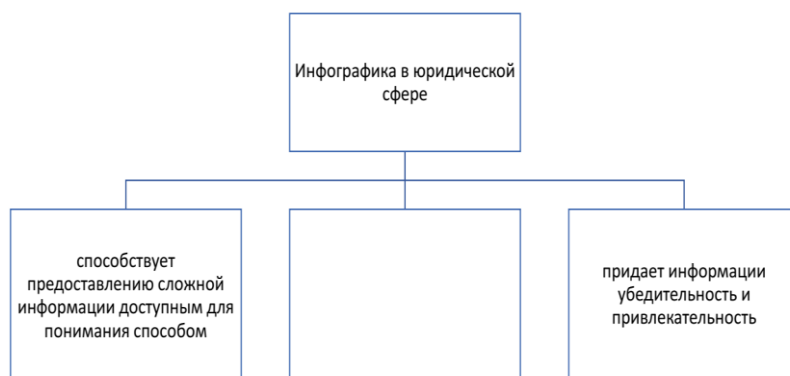 Инфографика в юридической
сфере
способствует
предоставлению сложной
информации доступным для
понимания способом
придает информации
убедительность и
привлекательность